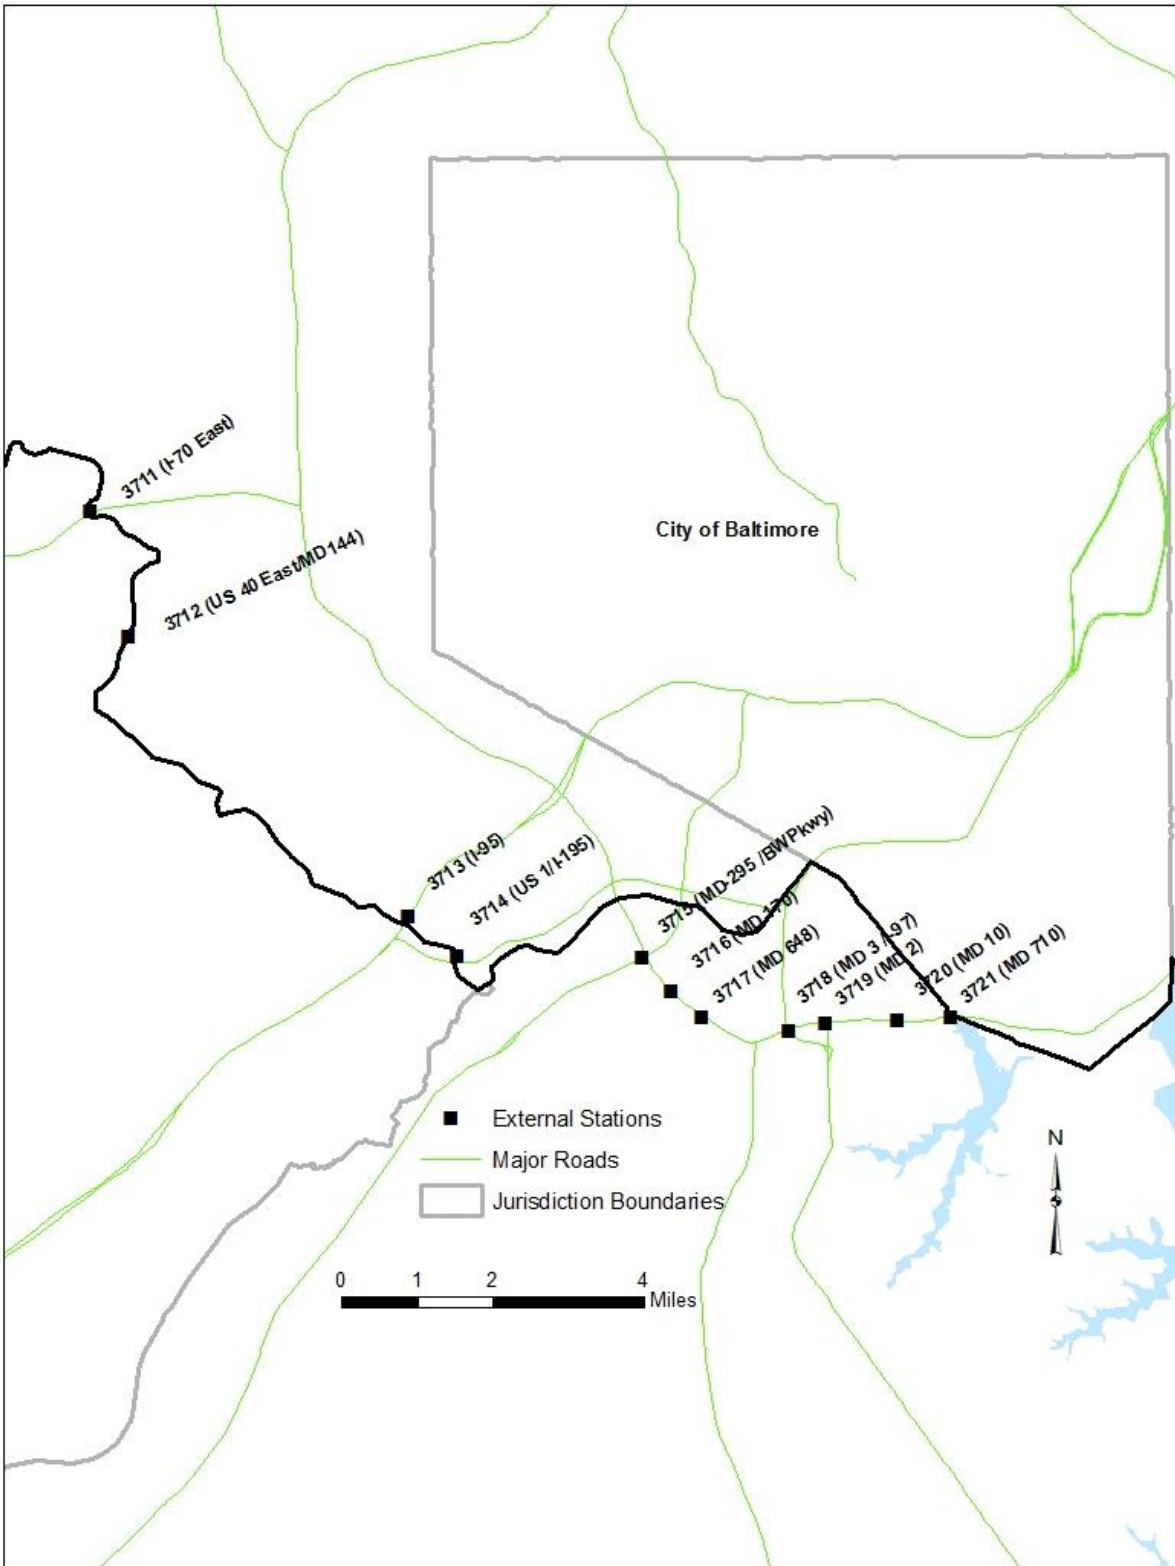 3711 (I-70 East)
3712 (US 40 East/MD144)
City of Baltimore
3713 (I-95)
3714 (US 1/I-195)
3715 (MD-295 /BWPkwy)
3716 (MD 170)
3717 (MD 648)
3718 (MD 3 /I-97)
3719 (MD 2)
3720 (MD 10)
3721 (MD 710)
External Stations
Major Roads
Jurisdiction Boundaries
N
0 1 2 4
Miles